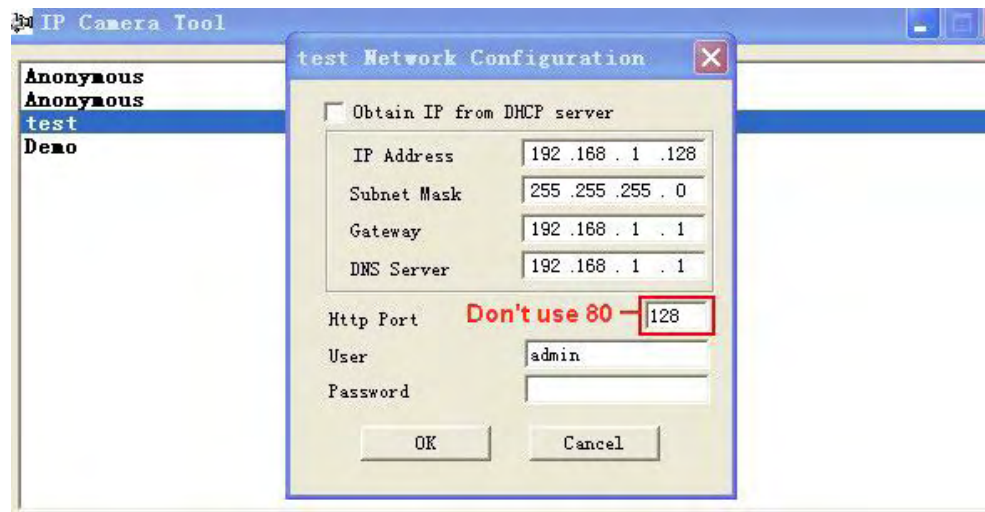 IP Camera Tool
Anonymous
Anonymous
test
Demo
test Network Configuration
Obtain IP from DHCP server
IP Address 192 .168 . 1 .128
Subnet Mask 255 .255 .255 . 0
Gateway 192 .168 . 1 . 1
DNS Server 192 .168 . 1 . 1
Http Port Don't use 80 128
User admin
Password
OK Cancel